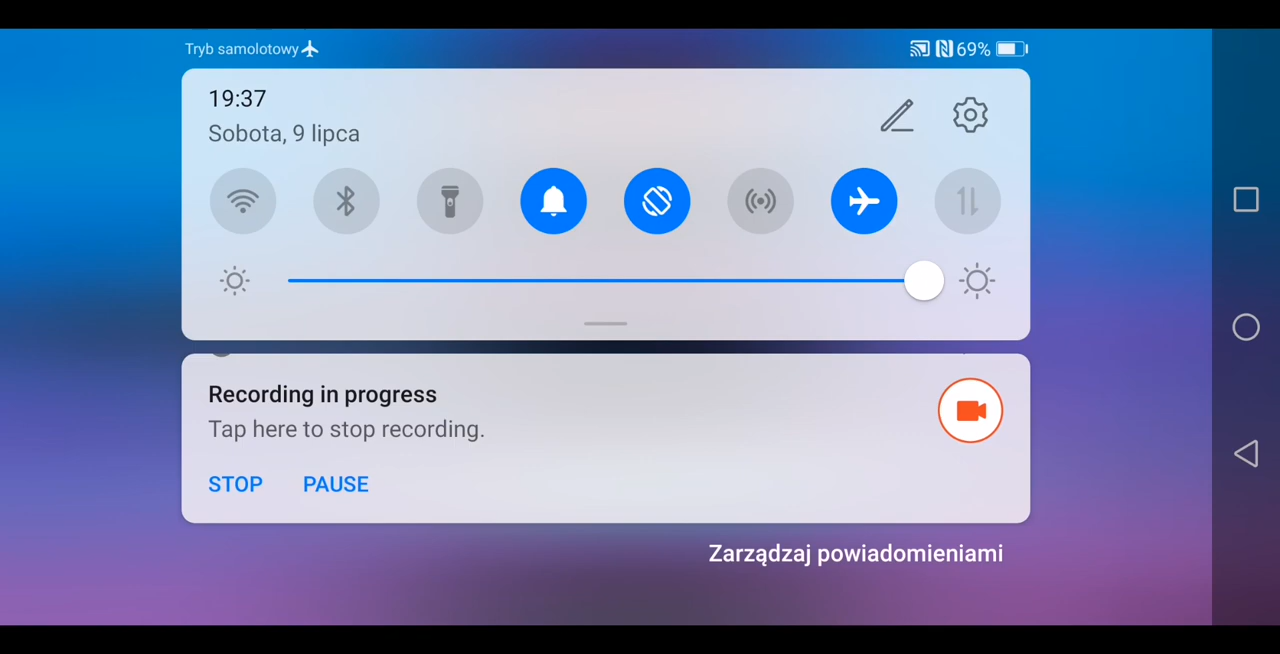 Tryb samolotowy
69%
19:37
Sobota, 9 lipca
Recording in progress
Tap here to stop recording.
STOP PAUSE
Zarządzaj powiadomieniami